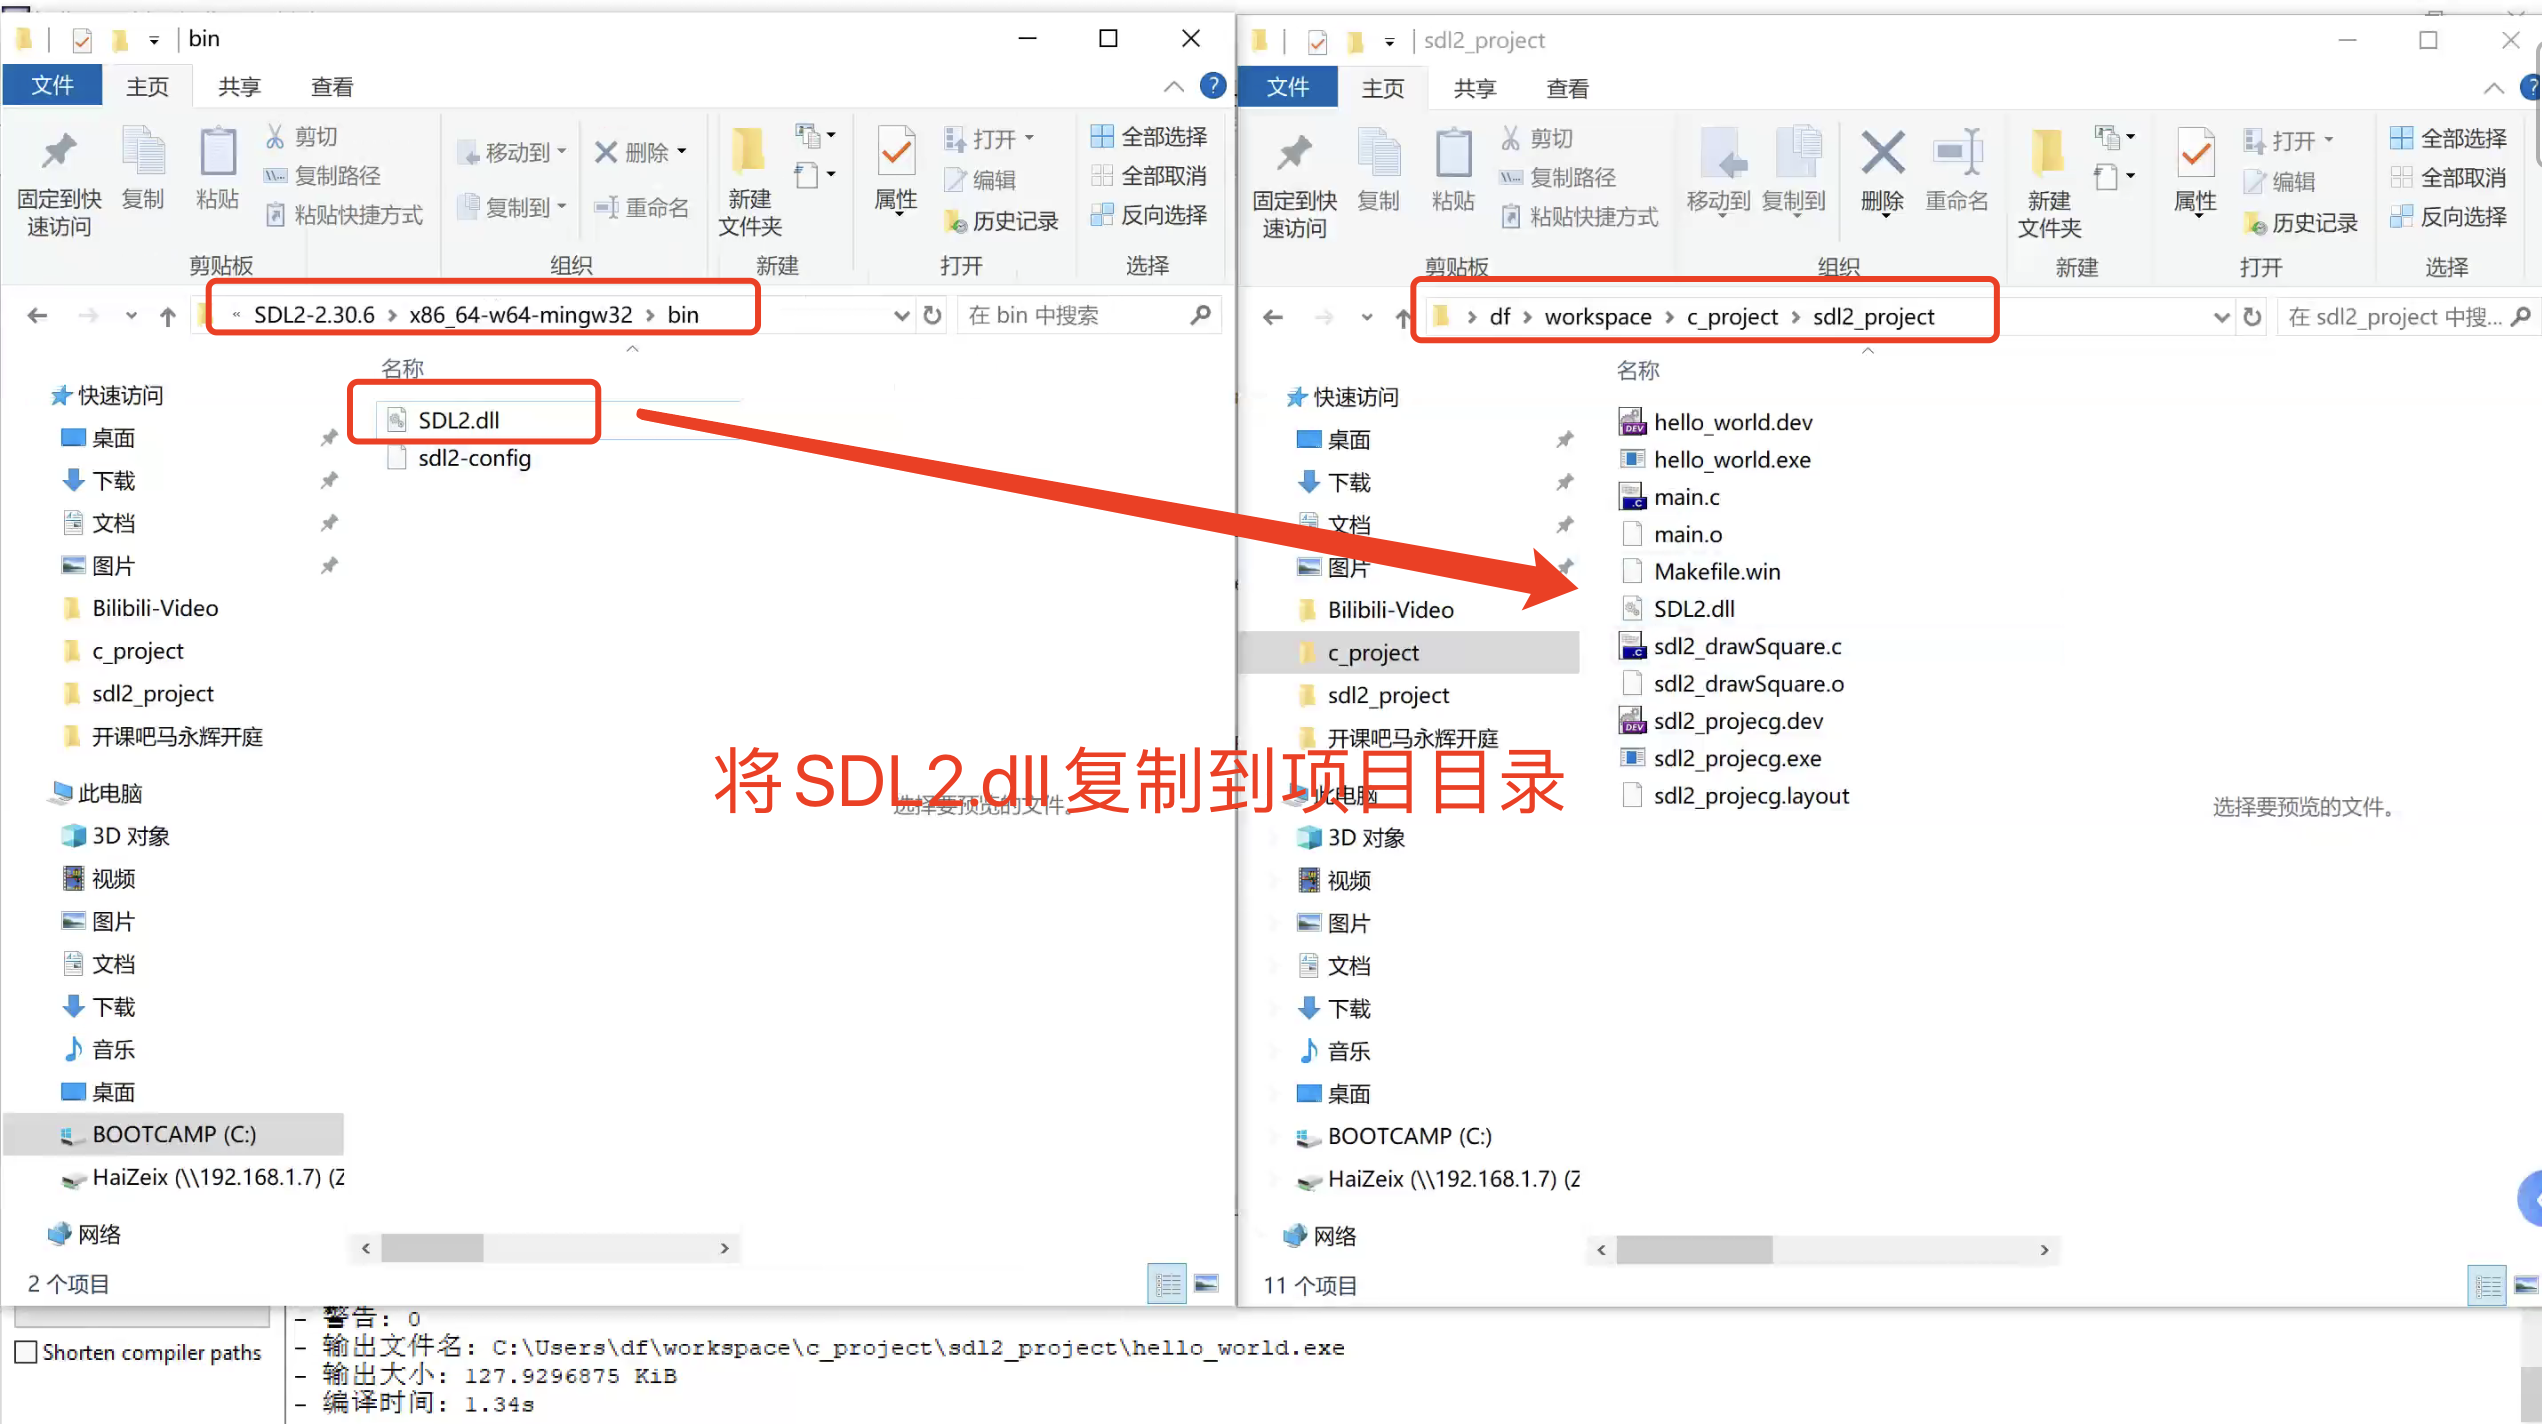 bin
文件 主页 共享 查看
固定到快速访问
复制
粘贴
剪切
复制路径
粘贴快捷方式
剪贴板
移动到
复制到
删除
重命名
组织
新建文件夹
新建
属性
打开
编辑
历史记录
打开
全部选择
全部取消
反向选择
选择
« SDL2-2.30.6 › x86_64-w64-mingw32 › bin
在 bin 中搜索
名称
SDL2.dll
sdl2-config
快速访问
桌面
下载
文档
图片
Bilibili-Video
c_project
sdl2_project
开课吧马永辉开庭
此电脑
3D 对象
视频
图片
文档
下载
音乐
桌面
BOOTCAMP (C:)
HaiZeix (\\192.168.1.7) (Z
网络
选择要预览的文件。
2 个项目
sdl2_project
文件 主页 共享 查看
固定到快速访问
复制
粘贴
剪切
复制路径
粘贴快捷方式
剪贴板
移动到
复制到
删除
重命名
组织
新建文件夹
新建
属性
打开
编辑
历史记录
打开
全部选择
全部取消
反向选择
选择
› df › workspace › c_project › sdl2_project
在 sdl2_project 中搜...
名称
hello_world.dev
hello_world.exe
main.c
main.o
Makefile.win
SDL2.dll
sdl2_drawSquare.c
sdl2_drawSquare.o
sdl2_projecg.dev
sdl2_projecg.exe
sdl2_projecg.layout
快速访问
桌面
下载
文档
图片
Bilibili-Video
c_project
sdl2_project
开课吧马永辉开庭
此电脑
3D 对象
视频
图片
文档
下载
音乐
桌面
BOOTCAMP (C:)
HaiZeix (\\192.168.1.7) (Z
网络
选择要预览的文件。
11 个项目
将SDL2.dll复制到项目目录
Shorten compiler paths
- 警告: 0
- 输出文件名: C:\Users\df\workspace\c_project\sdl2_project\hello_world.exe
- 输出大小: 127.9296875 KiB
- 编译时间: 1.34s